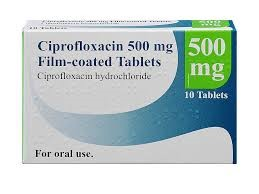 Ciprofloxacin 500 mg
Film-coated Tablets
Ciprofloxacin hydrochloride
500
mg
10 Tablets
For oral use.